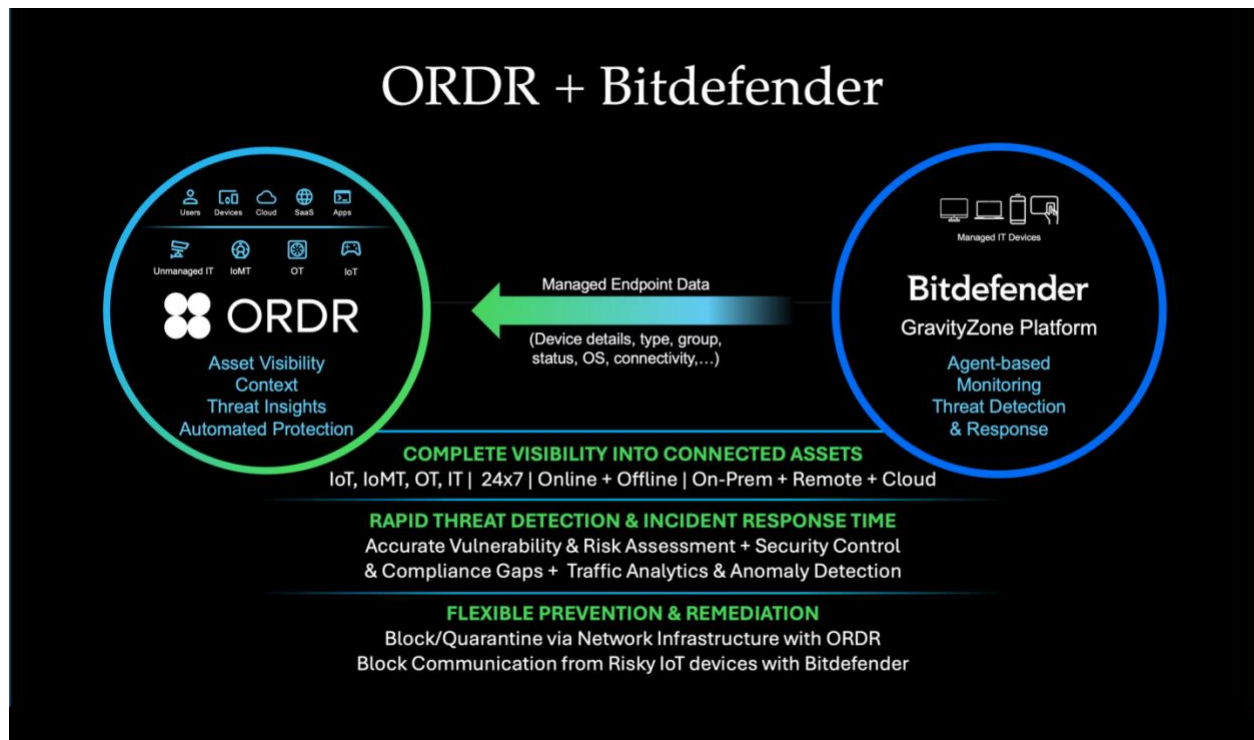 ORDR + Bitdefender
Users Devices Cloud SaaS Apps
Unmanaged IT IoMT OT IoT
ORDR
Asset Visibility
Context
Threat Insights
Automated Protection
Managed Endpoint Data
(Device details, type, group,
status, OS, connectivity,...)
Managed IT Devices
Bitdefender
GravityZone Platform
Agent-based
Monitoring
Threat Detection
& Response
COMPLETE VISIBILITY INTO CONNECTED ASSETS
IoT, IoMT, OT, IT | 24x7 | Online + Offline | On-Prem + Remote + Cloud
RAPID THREAT DETECTION & INCIDENT RESPONSE TIME
Accurate Vulnerability & Risk Assessment + Security Control
& Compliance Gaps + Traffic Analytics & Anomaly Detection
FLEXIBLE PREVENTION & REMEDIATION
Block/Quarantine via Network Infrastructure with ORDR
Block Communication from Risky IoT devices with Bitdefender